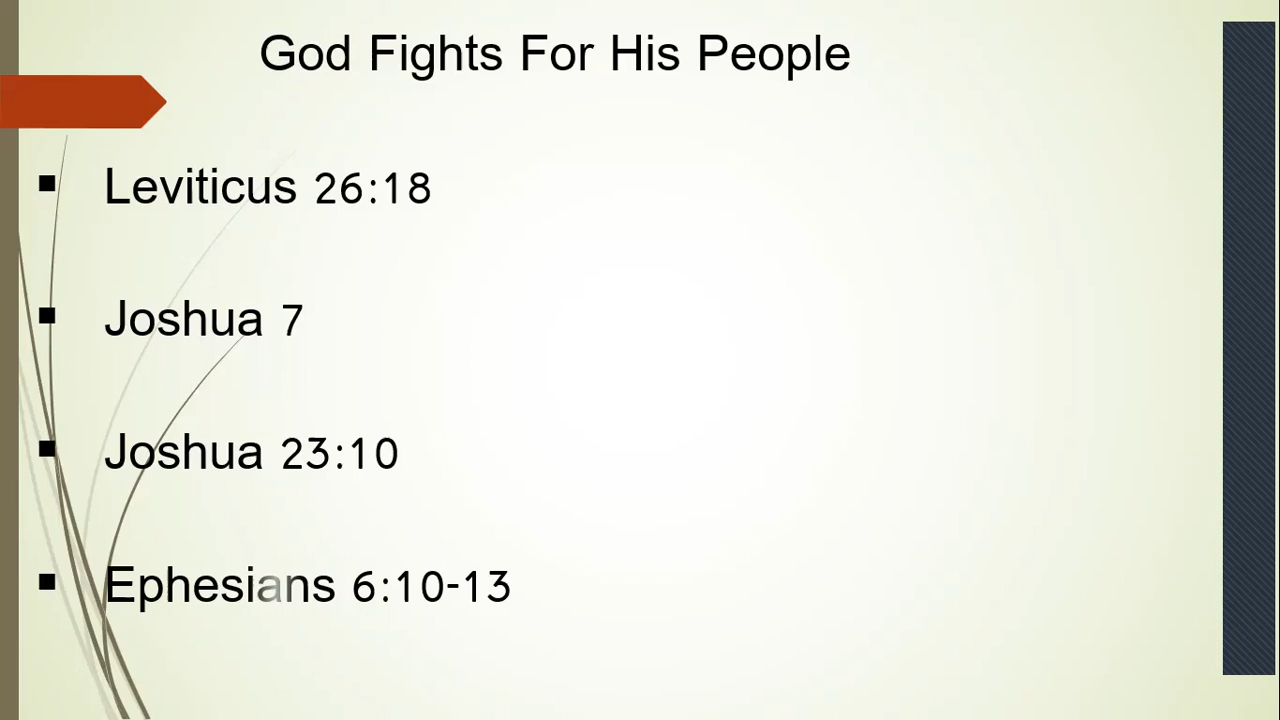 God Fights For His People
▪ Leviticus 26:18
▪ Joshua 7
▪ Joshua 23:10
▪ Ephesians 6:10-13